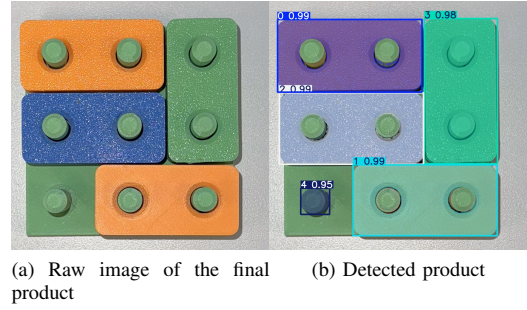 0 0.99
3 0.98
2 0.99
1 0.99
4 0.95
(a) Raw image of the final
product
(b) Detected product